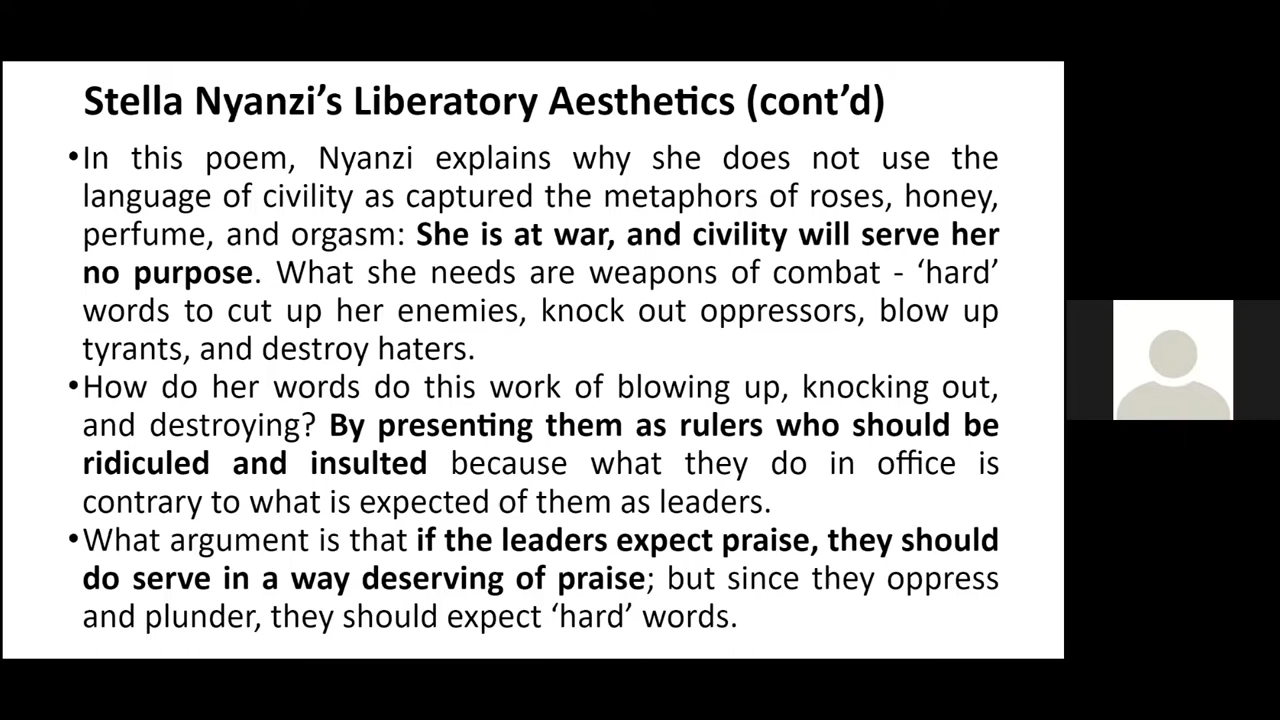 Stella Nyanzi’s Liberatory Aesthetics (cont’d)
•In this poem, Nyanzi explains why she does not use the
language of civility as captured the metaphors of roses, honey,
perfume, and orgasm: She is at war, and civility will serve her
no purpose. What she needs are weapons of combat - ‘hard’
words to cut up her enemies, knock out oppressors, blow up
tyrants, and destroy haters.
•How do her words do this work of blowing up, knocking out,
and destroying? By presenting them as rulers who should be
ridiculed and insulted because what they do in office is
contrary to what is expected of them as leaders.
•What argument is that if the leaders expect praise, they should
do serve in a way deserving of praise; but since they oppress
and plunder, they should expect ‘hard’ words.